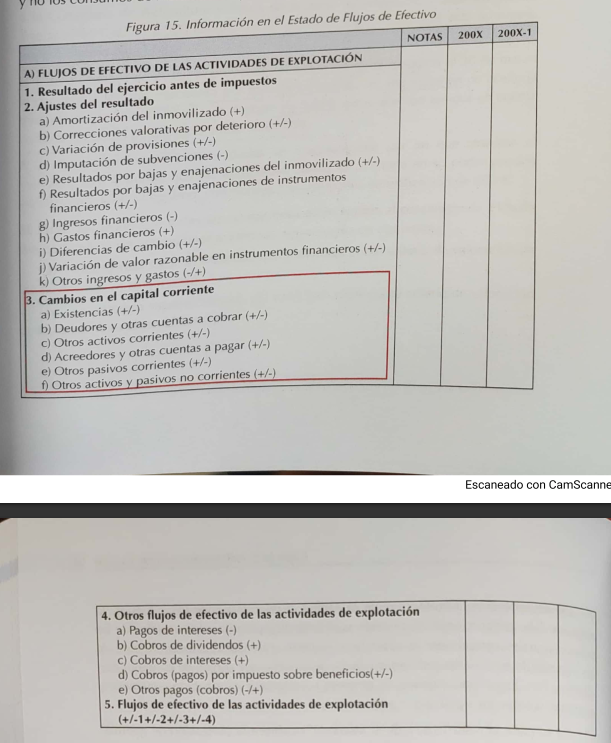 Figura 15. Información en el Estado de Flujos de Efectivo
NOTAS 200X 200X-1
A) FLUJOS DE EFECTIVO DE LAS ACTIVIDADES DE EXPLOTACIÓN
1. Resultado del ejercicio antes de impuestos
2. Ajustes del resultado
a) Amortización del inmovilizado (+)
b) Correcciones valorativas por deterioro (+/-)
c) Variación de provisiones (+/-)
d) Imputación de subvenciones (-)
e) Resultados por bajas y enajenaciones del inmovilizado (+/-)
f) Resultados por bajas y enajenaciones de instrumentos
financieros (+/-)
g) Ingresos financieros (-)
h) Gastos financieros (+)
i) Diferencias de cambio (+/-)
j) Variación de valor razonable en instrumentos financieros (+/-)
k) Otros ingresos y gastos (-/+)
3. Cambios en el capital corriente
a) Existencias (+/-)
b) Deudores y otras cuentas a cobrar (+/-)
c) Otros activos corrientes (+/-)
d) Acreedores y otras cuentas a pagar (+/-)
e) Otros pasivos corrientes (+/-)
f) Otros activos y pasivos no corrientes (+/-)
Escaneado con CamScanne
4. Otros flujos de efectivo de las actividades de explotación
a) Pagos de intereses (-)
b) Cobros de dividendos (+)
c) Cobros de intereses (+)
d) Cobros (pagos) por impuesto sobre beneficios(+/-)
e) Otros pagos (cobros) (-/+)
5. Flujos de efectivo de las actividades de explotación
(+/-1+/-2+/-3+/-4)